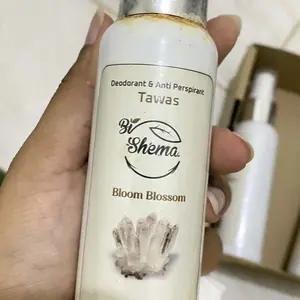 Deodorant & Anti Perspirant
Tawas
Bi
Shema
Bloom Blossom